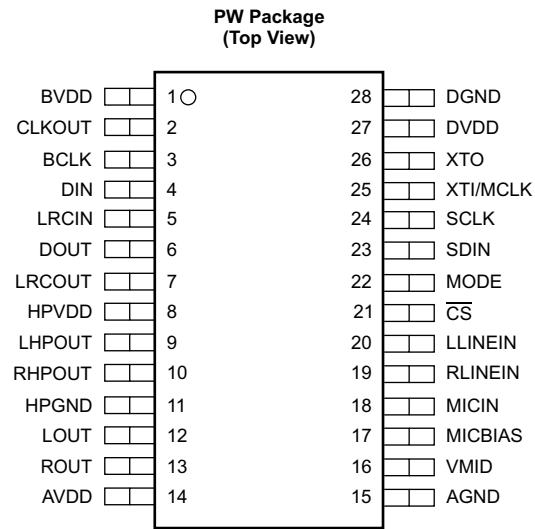 PW Package
(Top View)
BVDD 1 28 DGND
CLKOUT 2 27 DVDD
BCLK 3 26 XTO
DIN 4 25 XTI/MCLK
LRCIN 5 24 SCLK
DOUT 6 23 SDIN
LRCOUT 7 22 MODE
HPVDD 8 21 C̅S̅
LHPOUT 9 20 LLINEIN
RHPOUT 10 19 RLINEIN
HPGND 11 18 MICIN
LOUT 12 17 MICBIAS
ROUT 13 16 VMID
AVDD 14 15 AGND